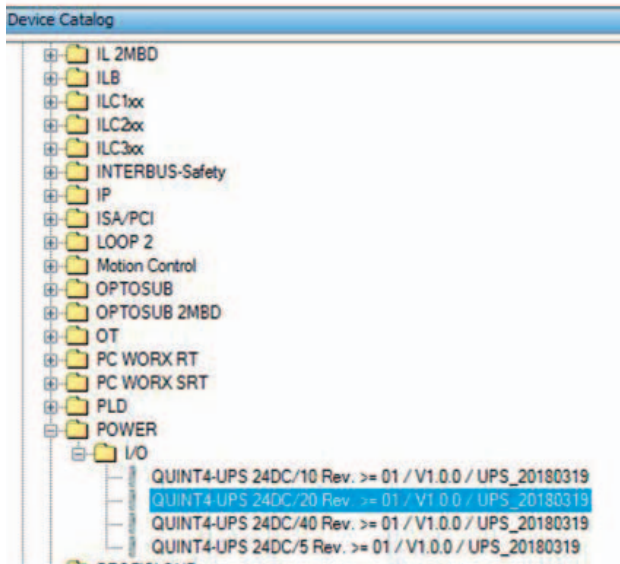 Device Catalog
IL 2MBD
ILB
ILC1xx
ILC2xx
ILC3xx
INTERBUS-Safety
IP
ISA/PCI
LOOP 2
Motion Control
OPTOSUB
OPTOSUB 2MBD
OT
PC WORX RT
PC WORX SRT
PLD
POWER
I/O
QUINT4-UPS 24DC/10 Rev. >= 01 / V1.0.0 / UPS_20180319
QUINT4-UPS 24DC/20 Rev. >= 01 / V1.0.0 / UPS_20180319
QUINT4-UPS 24DC/40 Rev. >= 01 / V1.0.0 / UPS_20180319
QUINT4-UPS 24DC/5 Rev. >= 01 / V1.0.0 / UPS_20180319